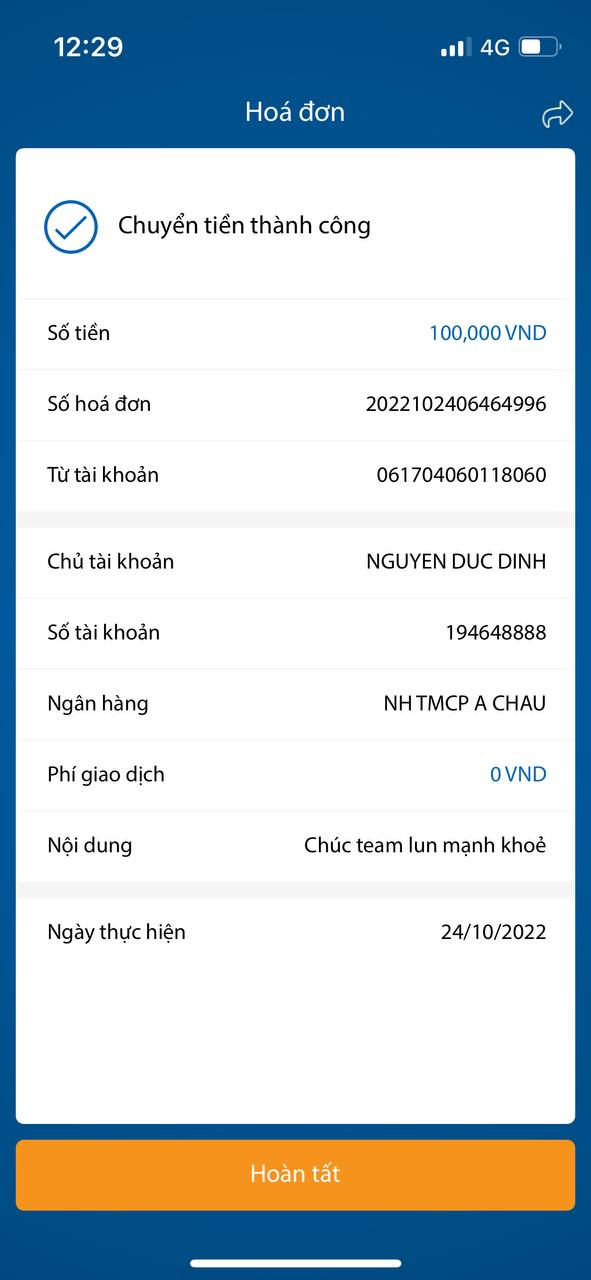 12:29
4G
Hoá đơn
Chuyển tiền thành công
Số tiền 100,000 VND
Số hoá đơn 2022102406464996
Từ tài khoản 061704060118060
Chủ tài khoản NGUYEN DUC DINH
Số tài khoản 194648888
Ngân hàng NH TMCP A CHAU
Phí giao dịch 0 VND
Nội dung Chúc team lun mạnh khoẻ
Ngày thực hiện 24/10/2022
Hoàn tất